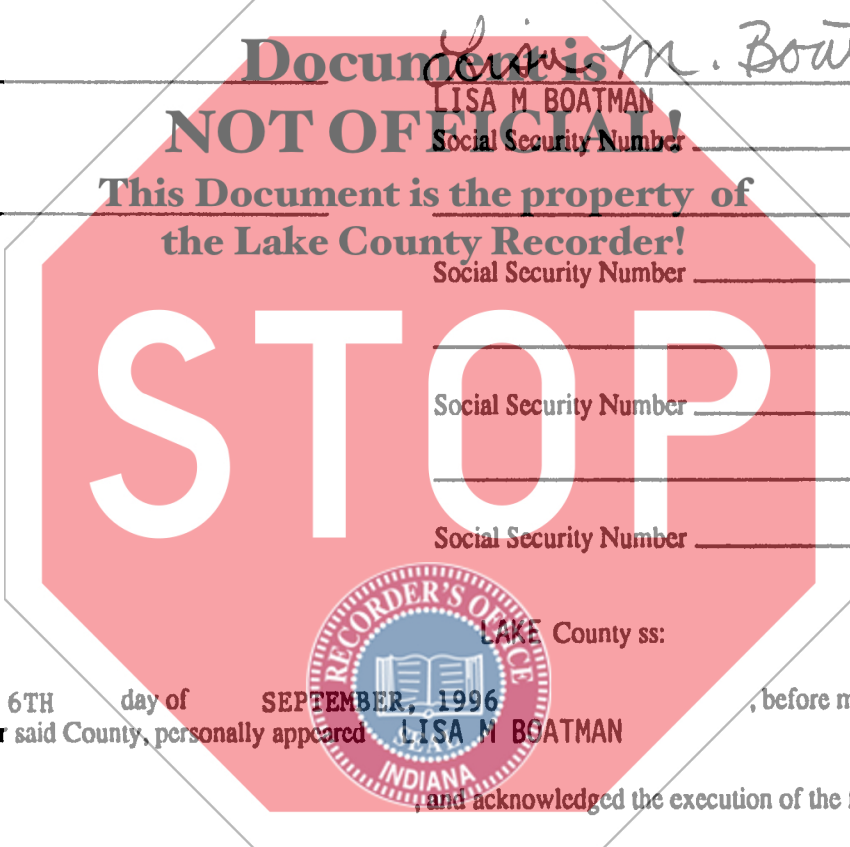 Document is
Lisa M. Boat
LISA M BOATMAN
NOT OFFICIAL!
Social Security Number
This Document is the property of
the Lake County Recorder!
Social Security Number
STOP
Social Security Number
Social Security Number
RECORDER'S OFFICE
SEAL
INDIANA
LAKE County ss:
6TH day of SEPTEMBER, 1996 , before m
r said County, personally appeared LISA M BOATMAN
, and acknowledged the execution of the